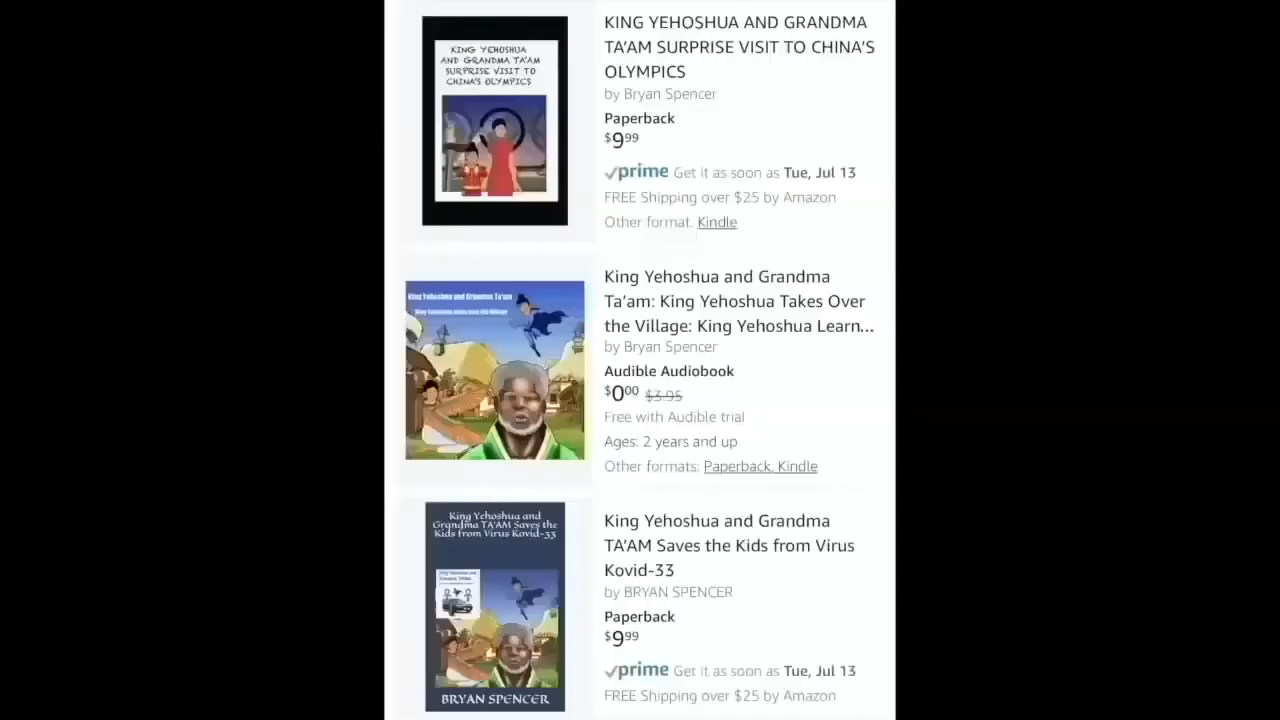 KING YEHOSHUA
AND GRANDMA TA'AM
SURPRISE VISIT TO
CHINA'S OLYMPICS
KING YEHOSHUA AND GRANDMA
TA'AM SURPRISE VISIT TO CHINA'S
OLYMPICS
by Bryan Spencer
Paperback
$9.99
prime Get it as soon as Tue, Jul 13
FREE Shipping over $25 by Amazon
Other format. Kindle
King Yehoshua and Grandma Ta'am
King Yehoshua takes over the Village
King Yehoshua and Grandma
Ta'am: King Yehoshua Takes Over
the Village: King Yehoshua Learn...
by Bryan Spencer
Audible Audiobook
$0.00 $3.95
Free with Audible trial
Ages: 2 years and up
Other formats: Paperback, Kindle
King Yehoshua and
Grandma TA'AM Saves the
Kids from Virus Kovid-33
BRYAN SPENCER
King Yehoshua and Grandma
TA'AM Saves the Kids from Virus
Kovid-33
by BRYAN SPENCER
Paperback
$9.99
prime Get it as soon as Tue, Jul 13
FREE Shipping over $25 by Amazon